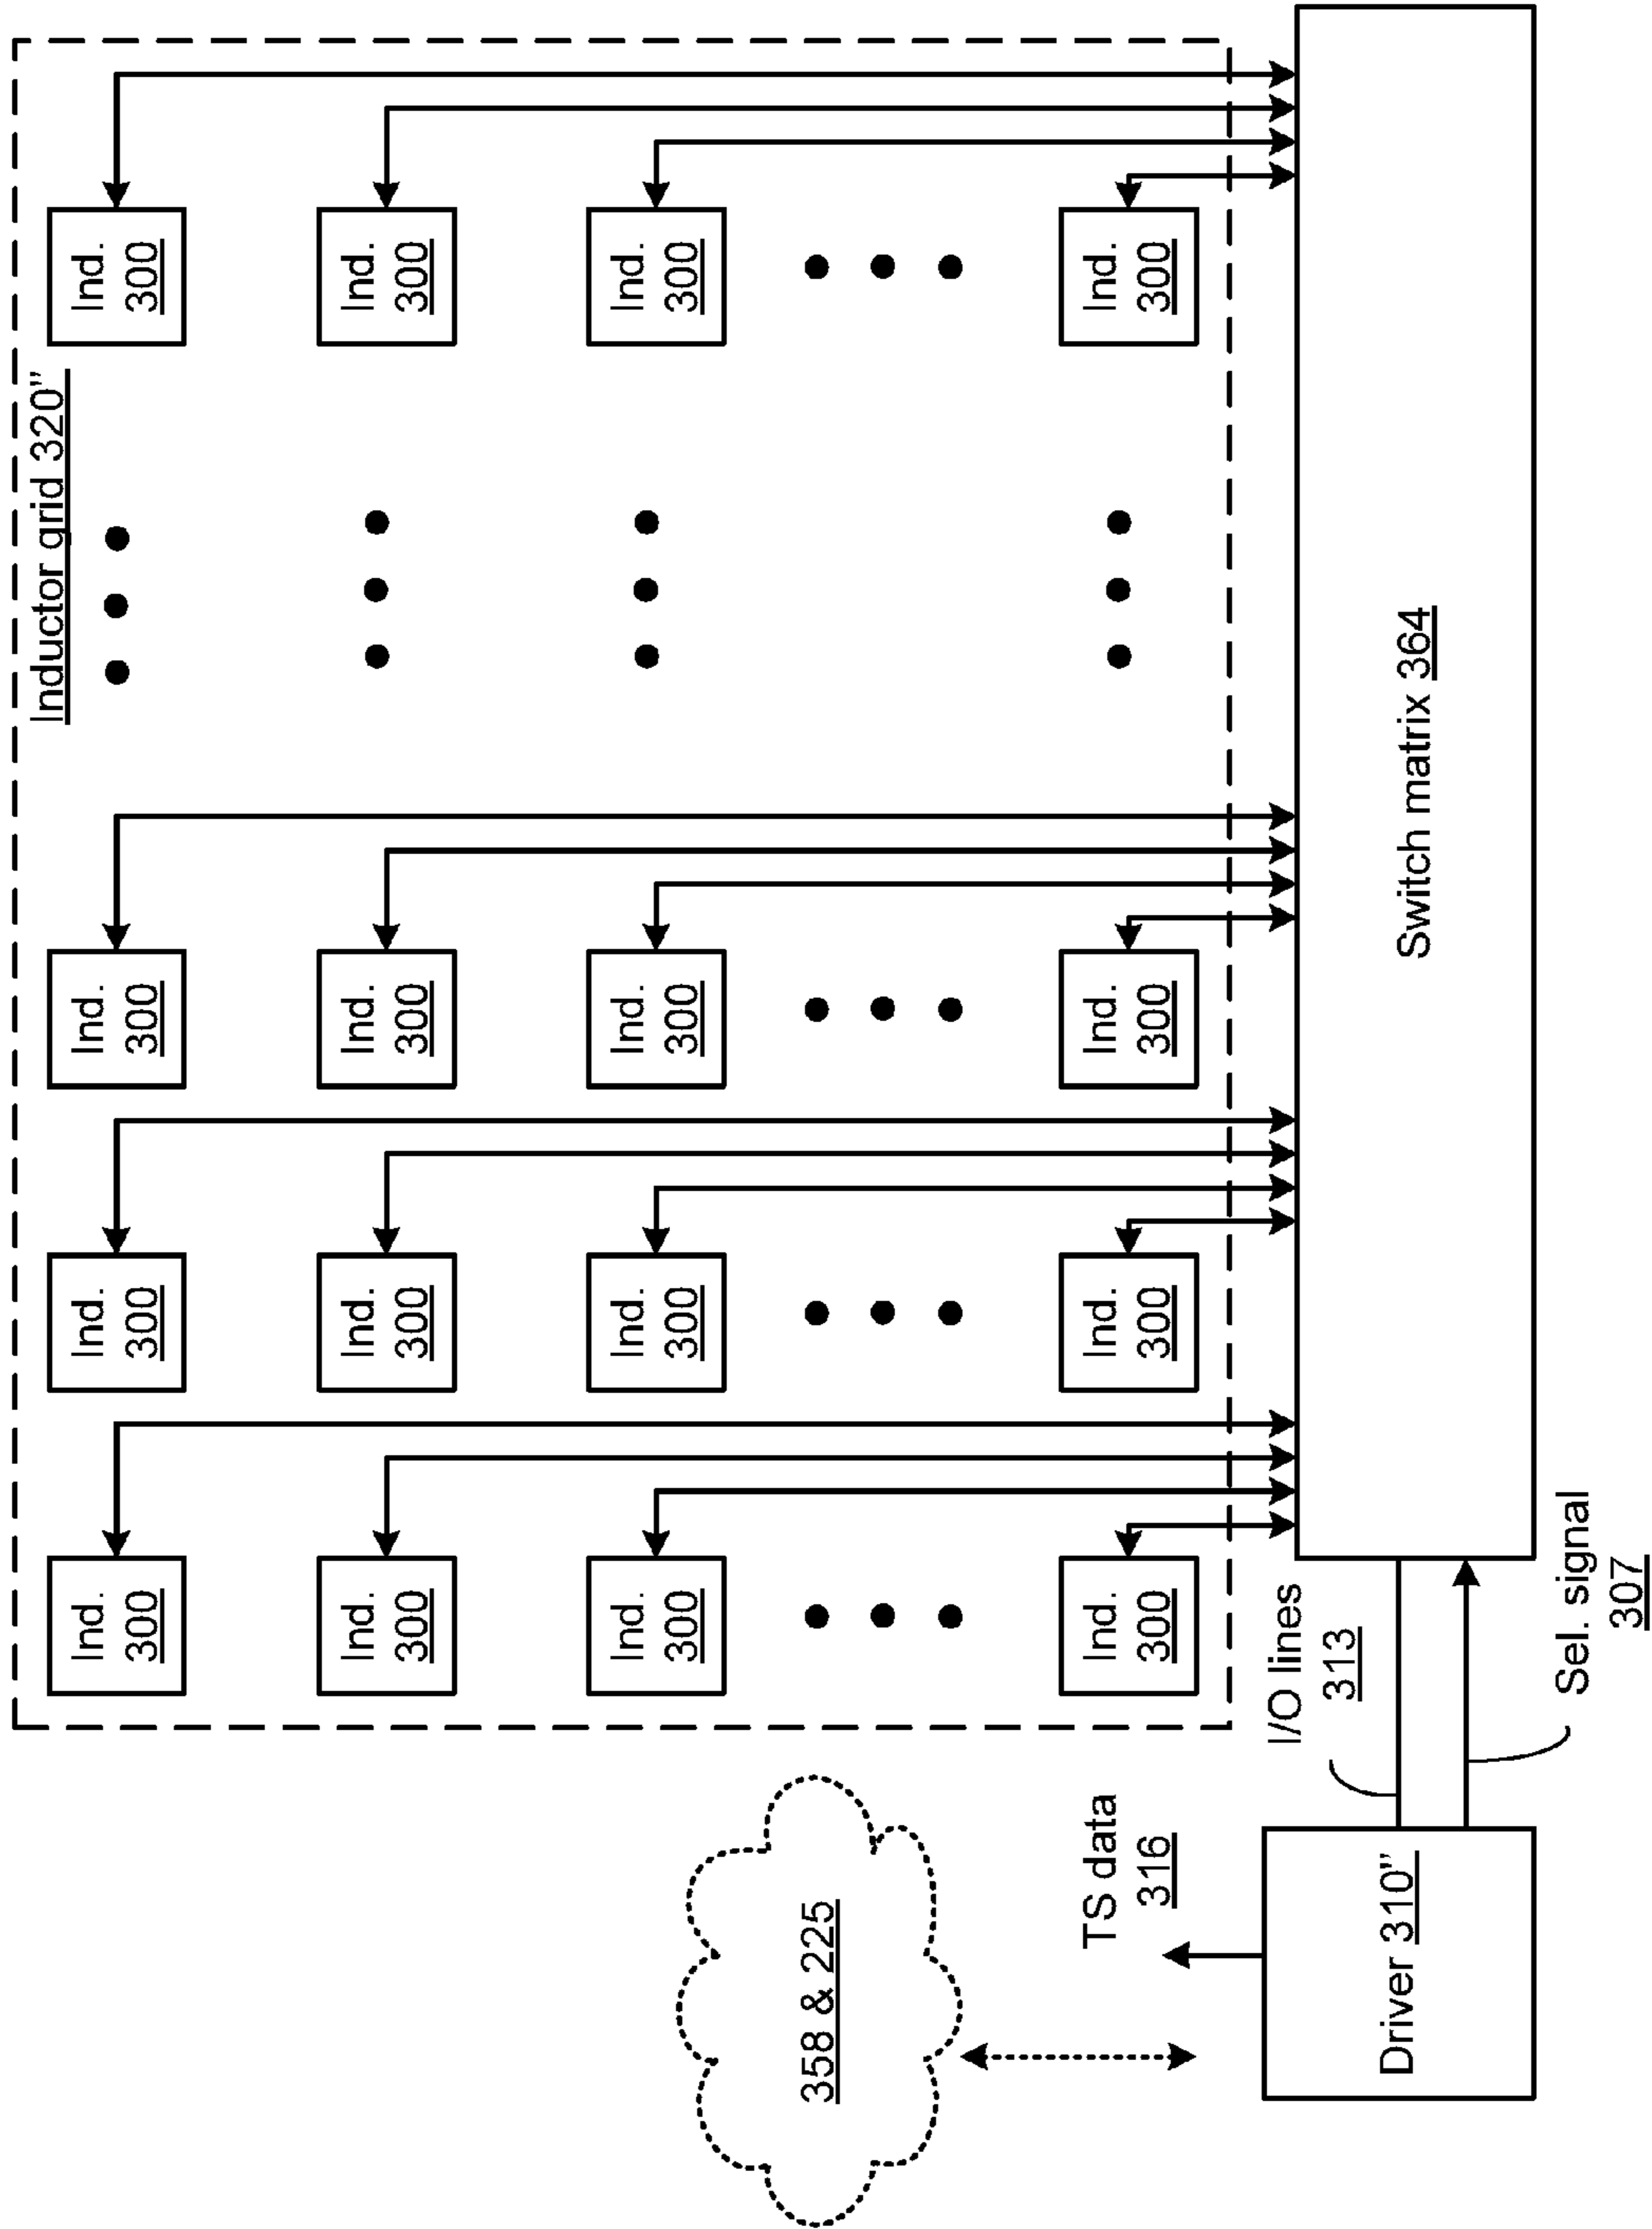 Inductor grid 320"
Ind.
300
Ind.
300
Ind.
300
Ind.
300
Ind.
300
Ind.
300
Ind.
300
Ind.
300
Ind.
300
Ind.
300
Ind.
300
Ind.
300
Ind.
300
Ind.
300
Ind.
300
Ind.
300
358 & 225
TS data
316
I/O lines
313
Driver 310"
Switch matrix 364
Sel. signal
307